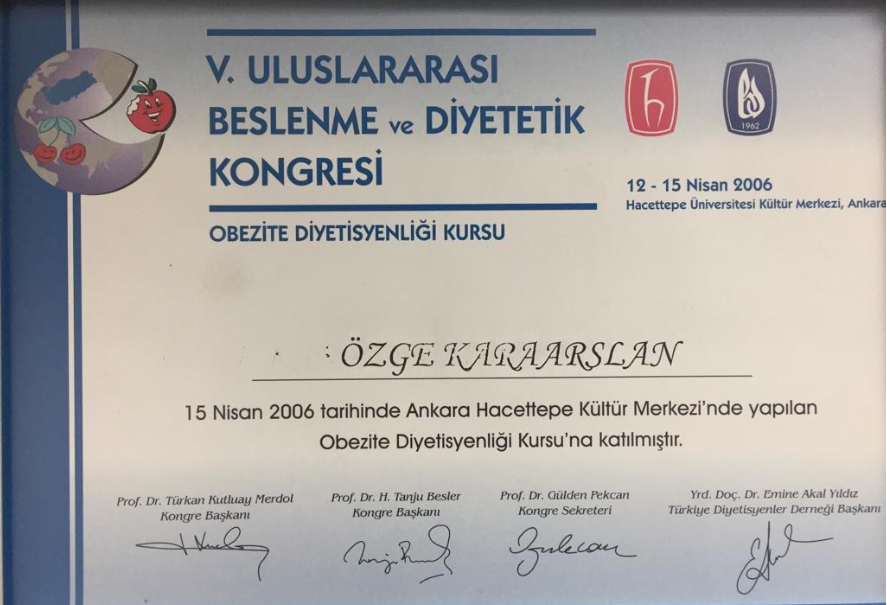 V. ULUSLARARASI
BESLENME ve DİYETETİK
KONGRESİ
1962
12 - 15 Nisan 2006
Hacettepe Üniversitesi Kültür Merkezi, Ankara
OBEZİTE DİYETİSYENLİĞİ KURSU
ÖZGE KARAARSLAN
15 Nisan 2006 tarihinde Ankara Hacettepe Kültür Merkezi'nde yapılan
Obezite Diyetisyenliği Kursu'na katılmıştır.
Prof. Dr. Türkan Kutluay Merdol
Kongre Başkanı
Prof. Dr. H. Tanju Besler
Kongre Başkanı
Prof. Dr. Gülden Pekcan
Kongre Sekreteri
Yrd. Doç. Dr. Emine Akal Yıldız
Türkiye Diyetisyenler Derneği Başkanı